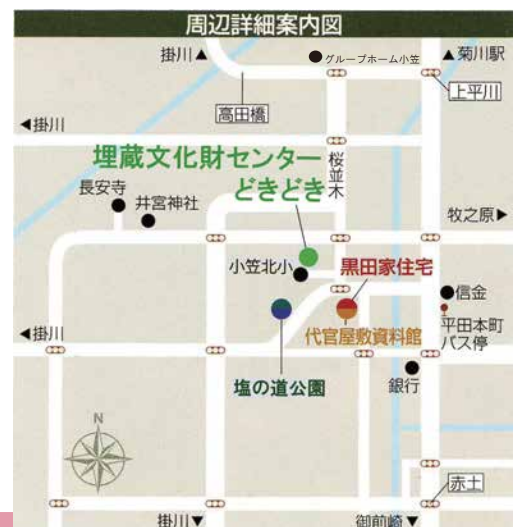 周辺詳細案内図
掛川▲
グループホーム小笠
▲菊川駅
高田橋
上平川
◀掛川
桜並木
埋蔵文化財センター
どきどき
長安寺
井宮神社
牧之原▶
小笠北小
黒田家住宅
信金
代官屋敷資料館
平田本町
バス停
◀掛川
塩の道公園
銀行
N
赤土
掛川▼
御前崎▼